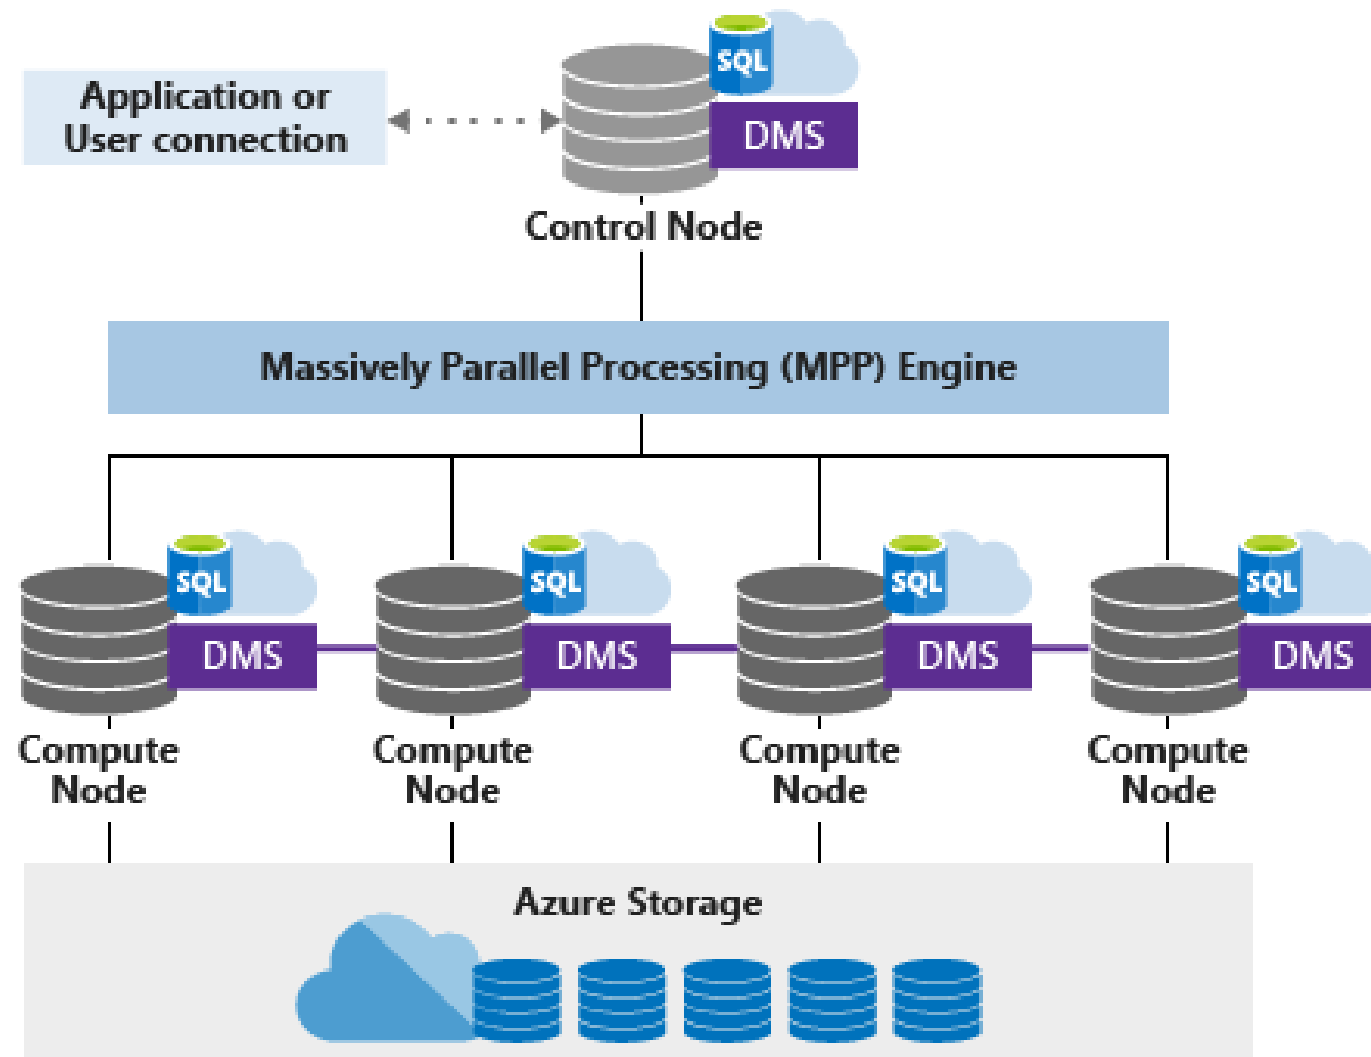 SQL
Application or
User connection
DMS
Control Node
Massively Parallel Processing (MPP) Engine
SQL
SQL
SQL
SQL
DMS
DMS
DMS
DMS
Compute
Node
Compute
Node
Compute
Node
Compute
Node
Azure Storage